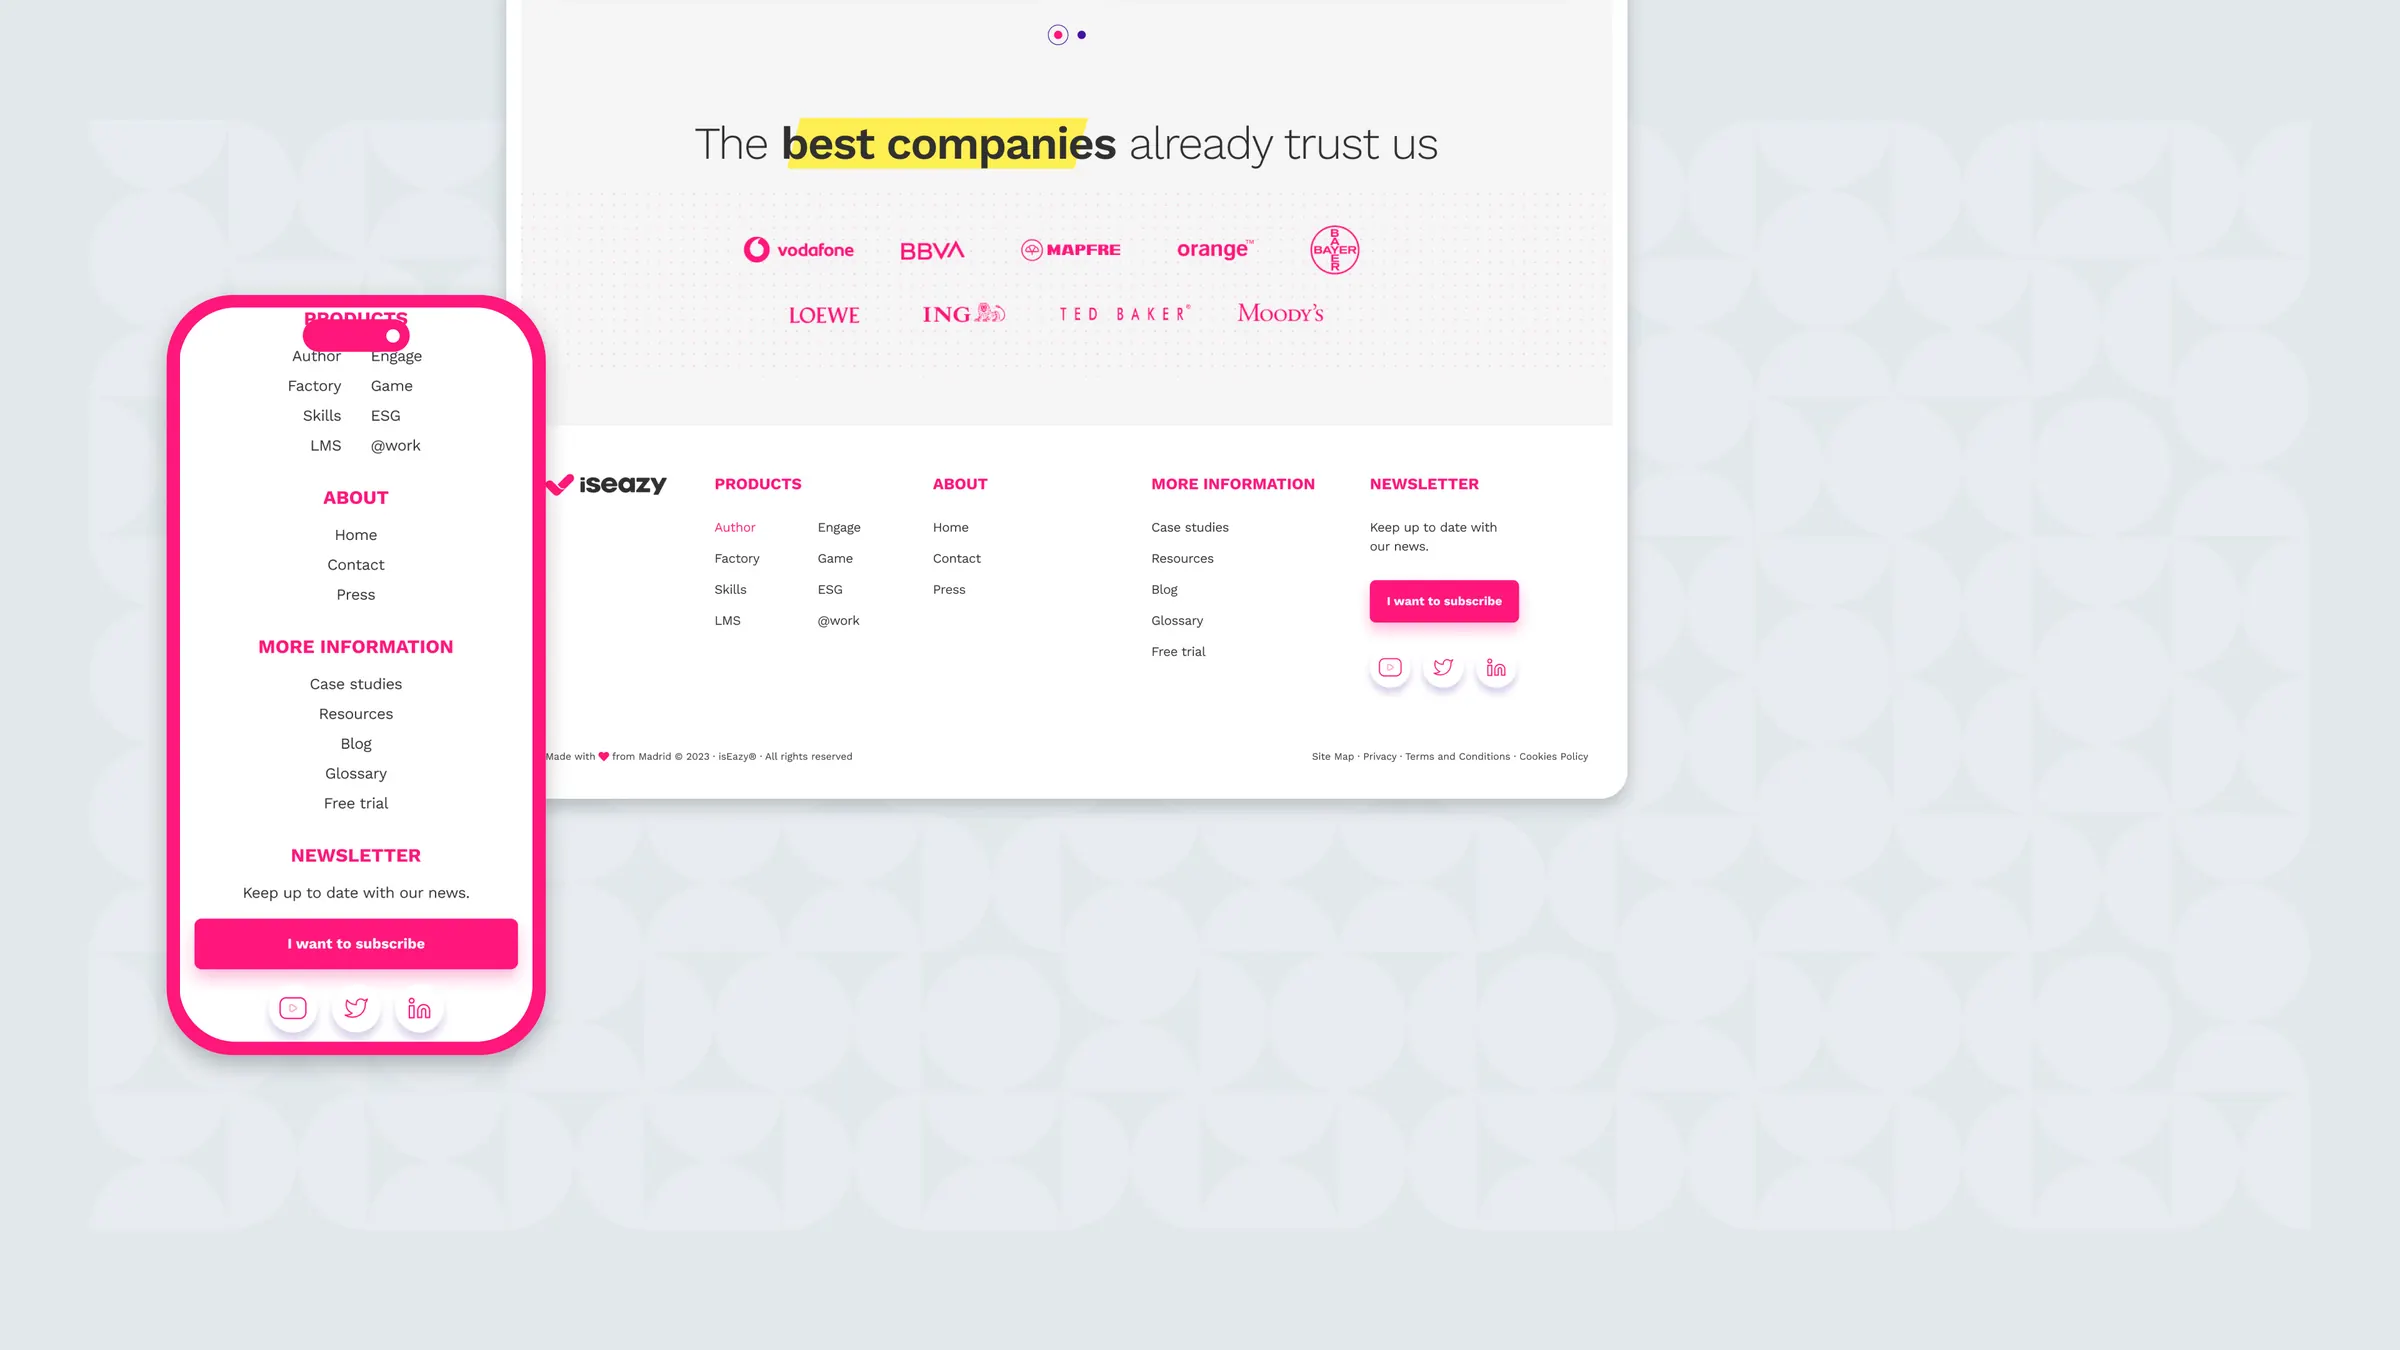 The best companies already trust us
vodafone BBVA MAPFRE orange™ BAYER BAYER
LOEWE ING TED BAKER® Moody's
iseazy
PRODUCTS
Author Engage
Factory Game
Skills ESG
LMS @work
ABOUT
Home
Contact
Press
MORE INFORMATION
Case studies
Resources
Blog
Glossary
Free trial
NEWSLETTER
Keep up to date with
our news.
I want to subscribe
in
Made with ❤ from Madrid © 2023 · isEazy® · All rights reserved
Site Map · Privacy · Terms and Conditions · Cookies Policy
PRODUCTS
Author Engage
Factory Game
Skills ESG
LMS @work
ABOUT
Home
Contact
Press
MORE INFORMATION
Case studies
Resources
Blog
Glossary
Free trial
NEWSLETTER
Keep up to date with our news.
I want to subscribe
in